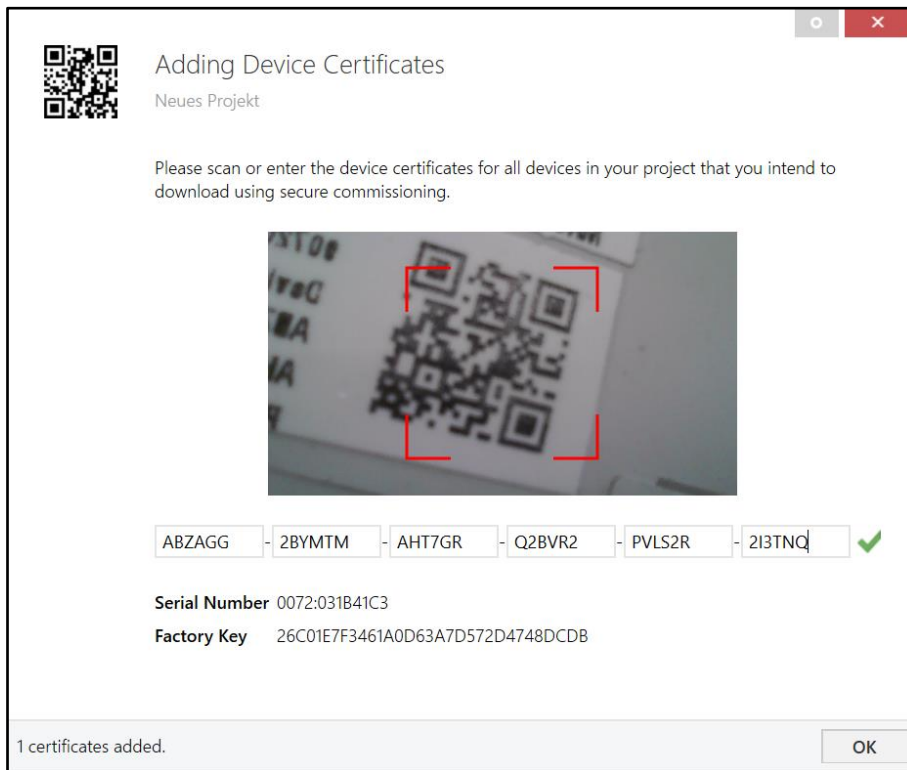 Adding Device Certificates
Neues Projekt
Please scan or enter the device certificates for all devices in your project that you intend to
download using secure commissioning.
ABZAGG - 2BYMTM - AHT7GR - Q2BVR2 - PVLS2R - 2I3TNQ
Serial Number 0072:031B41C3
Factory Key 26C01E7F3461A0D63A7D572D4748DCDB
1 certificates added.
OK